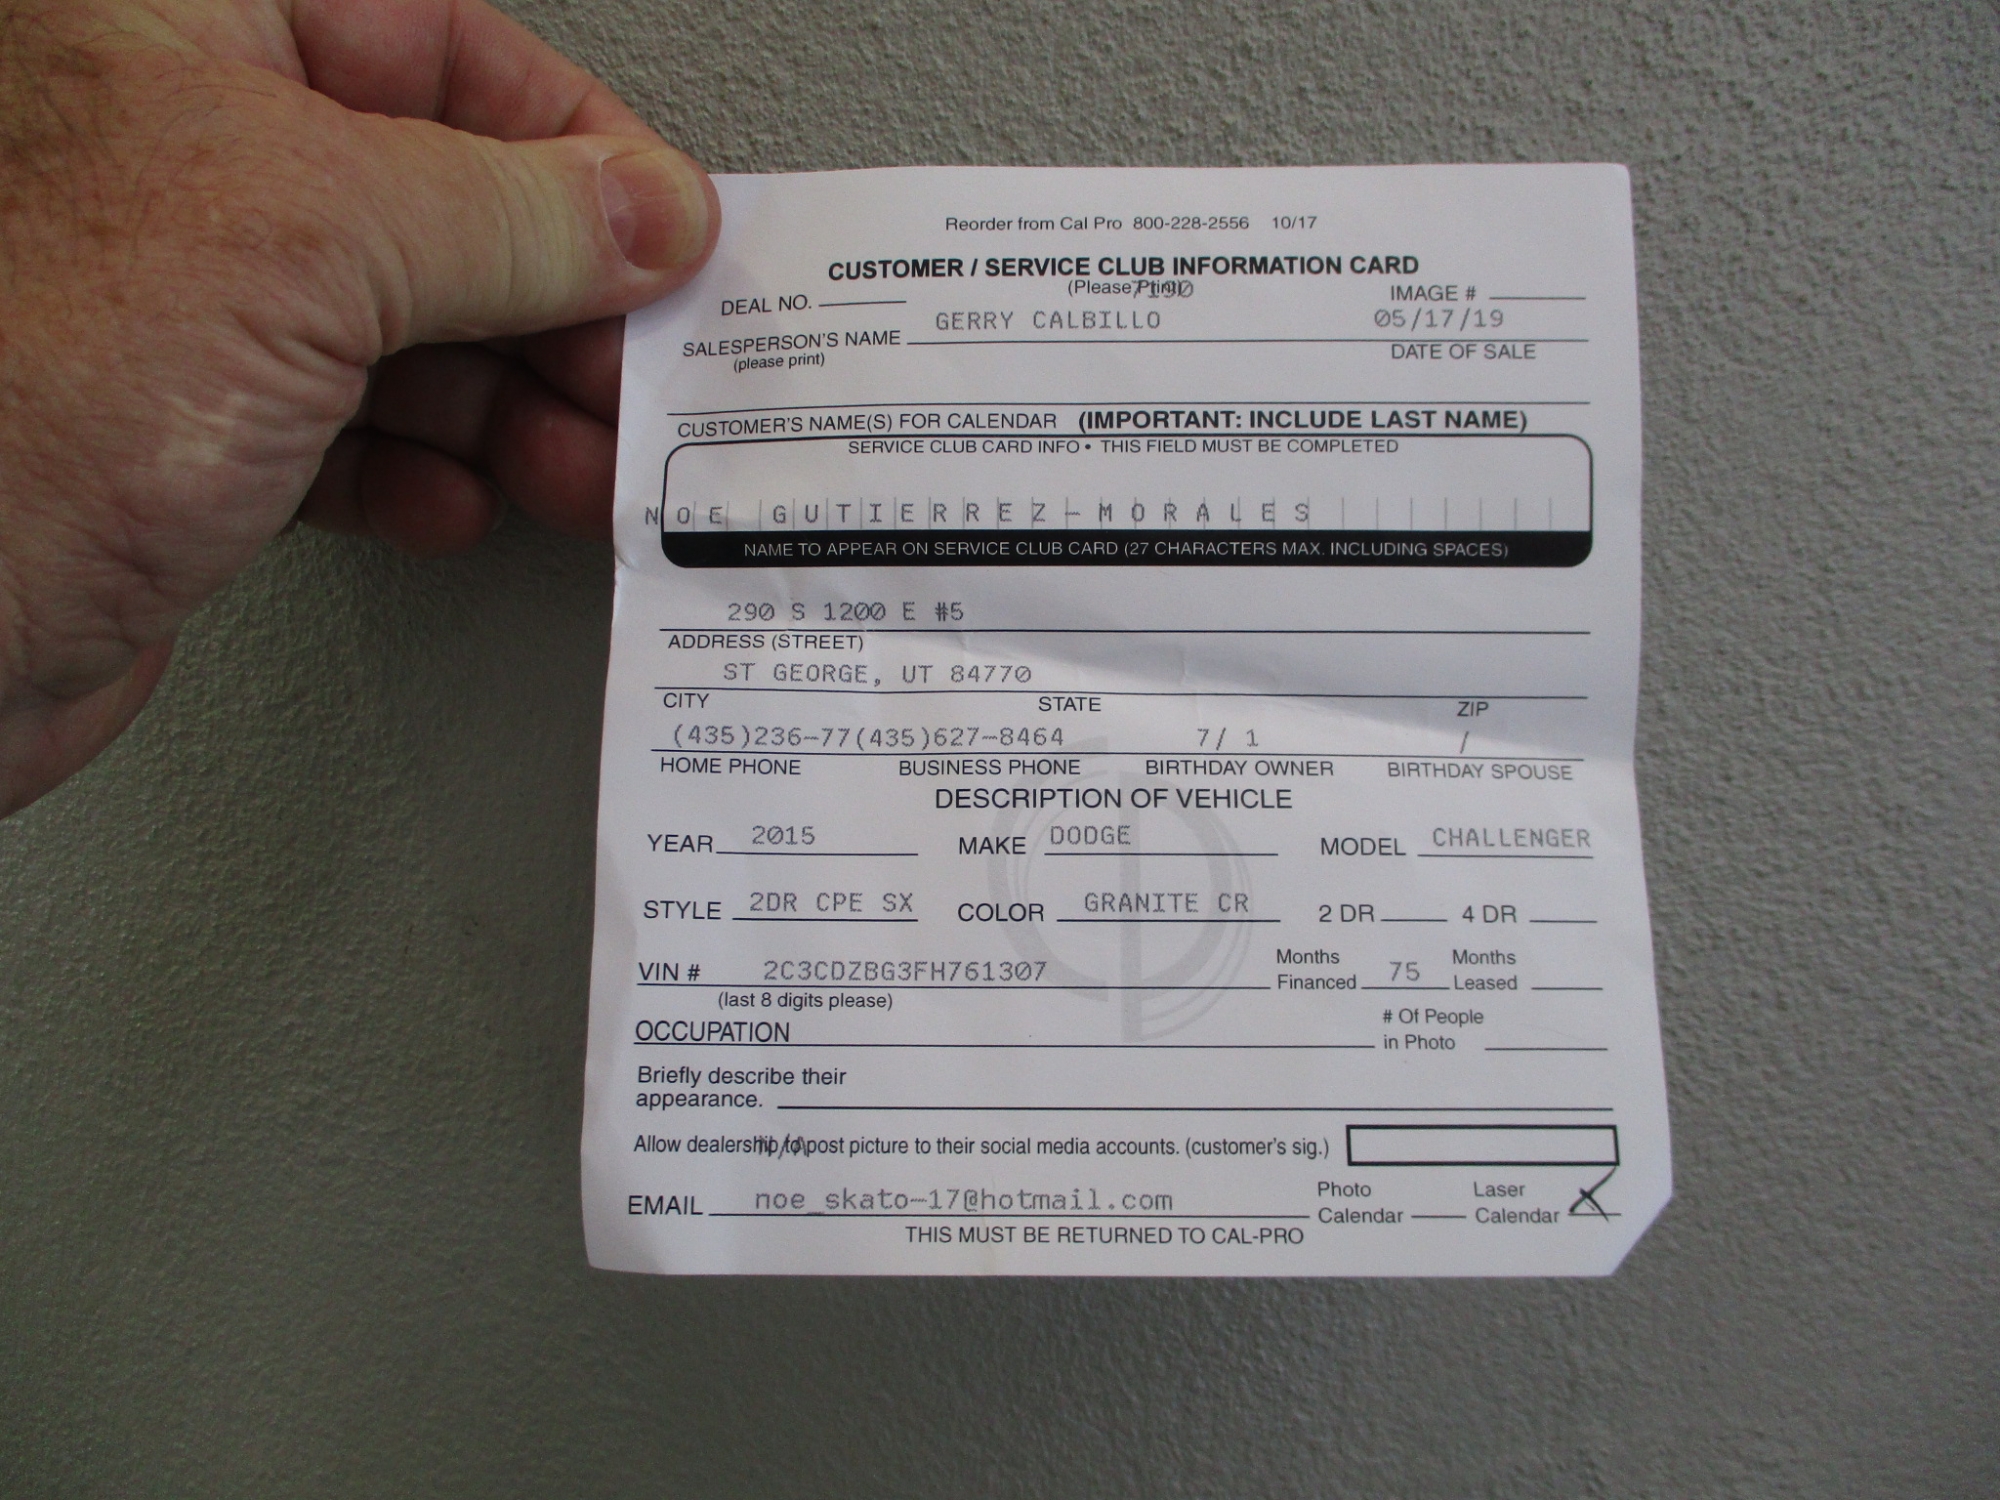 Reorder from Cal Pro 800-228-2556 10/17
CUSTOMER / SERVICE CLUB INFORMATION CARD
(Please Print) 7190
DEAL NO. IMAGE #
GERRY CALBILLO 05/17/19
SALESPERSON'S NAME DATE OF SALE
(please print)
CUSTOMER'S NAME(S) FOR CALENDAR (IMPORTANT: INCLUDE LAST NAME)
SERVICE CLUB CARD INFO • THIS FIELD MUST BE COMPLETED
NOE GUTIERREZ-MORALES
NAME TO APPEAR ON SERVICE CLUB CARD (27 CHARACTERS MAX. INCLUDING SPACES)
290 S 1200 E #5
ADDRESS (STREET)
ST GEORGE, UT 84770
CITY STATE ZIP
(435)236-77(435)627-8464 7/ 1 /
HOME PHONE BUSINESS PHONE BIRTHDAY OWNER BIRTHDAY SPOUSE
DESCRIPTION OF VEHICLE
YEAR 2015 MAKE DODGE MODEL CHALLENGER
STYLE 2DR CPE SX COLOR GRANITE CR 2 DR 4 DR
VIN # 2C3CDZBG3FH761307 Months Financed 75 Months Leased
(last 8 digits please)
OCCUPATION # Of People in Photo
Briefly describe their
appearance.
Allow dealership to post picture to their social media accounts. (customer's sig.)
EMAIL noe_skato-17@hotmail.com Photo Calendar Laser Calendar X
THIS MUST BE RETURNED TO CAL-PRO